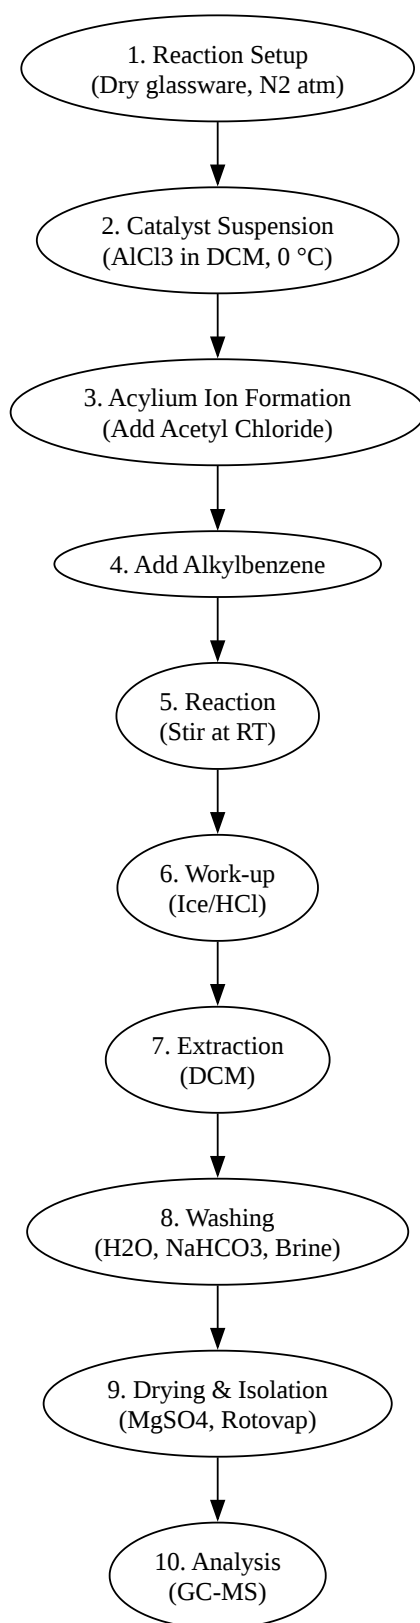 1. Reaction Setup
(Dry glassware, N2 atm)
2. Catalyst Suspension
(AlCl3 in DCM, 0 °C)
3. Acylium Ion Formation
(Add Acetyl Chloride)
4. Add Alkylbenzene
5. Reaction
(Stir at RT)
6. Work-up
(Ice/HCl)
7. Extraction
(DCM)
8. Washing
(H2O, NaHCO3, Brine)
9. Drying & Isolation
(MgSO4, Rotovap)
10. Analysis
(GC-MS)